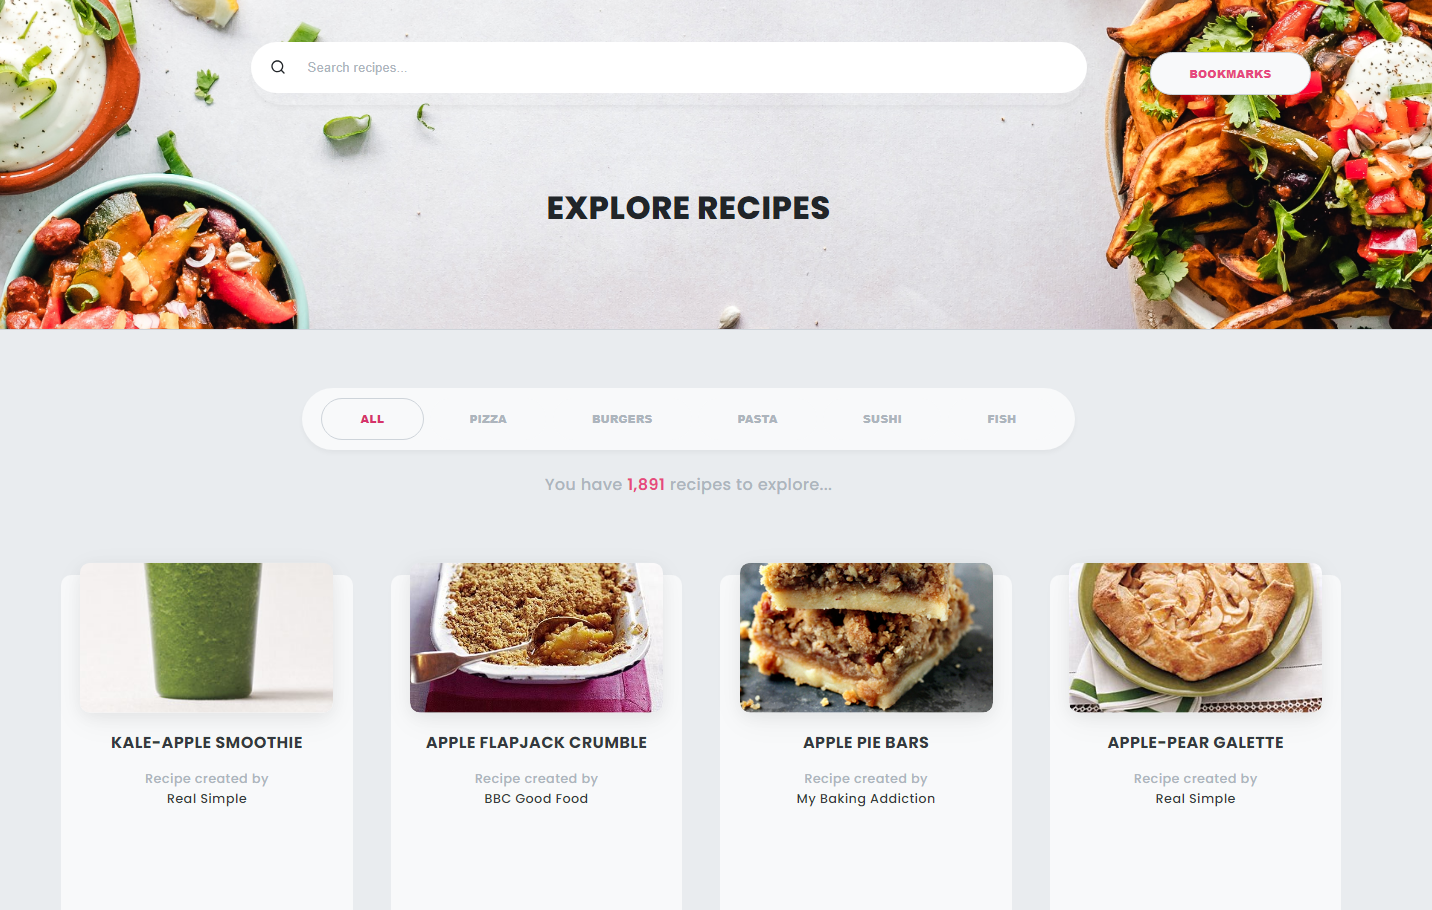 Search recipes...
BOOKMARKS
EXPLORE RECIPES
ALL PIZZA BURGERS PASTA SUSHI FISH
You have 1,891 recipes to explore...
KALE-APPLE SMOOTHIE
Recipe created by
Real Simple
APPLE FLAPJACK CRUMBLE
Recipe created by
BBC Good Food
APPLE PIE BARS
Recipe created by
My Baking Addiction
APPLE-PEAR GALETTE
Recipe created by
Real Simple